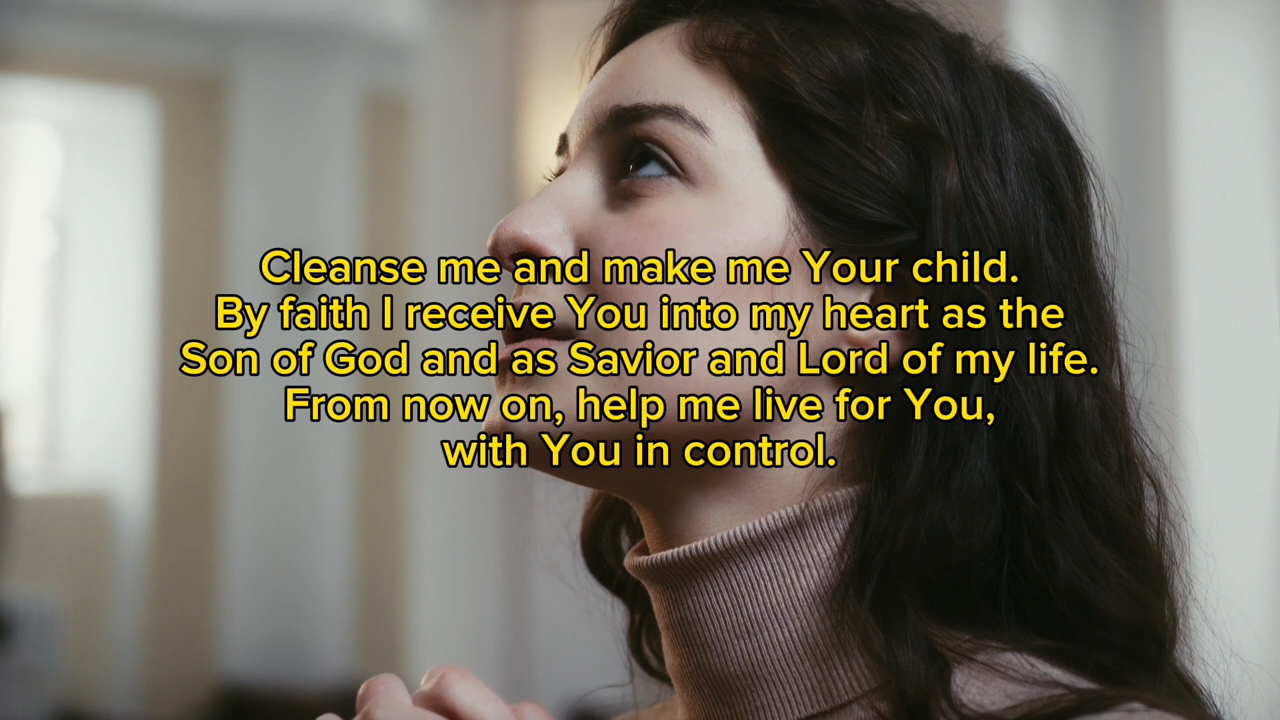 Cleanse me and make me Your child.
By faith I receive You into my heart as the
Son of God and as Savior and Lord of my life.
From now on, help me live for You,
with You in control.